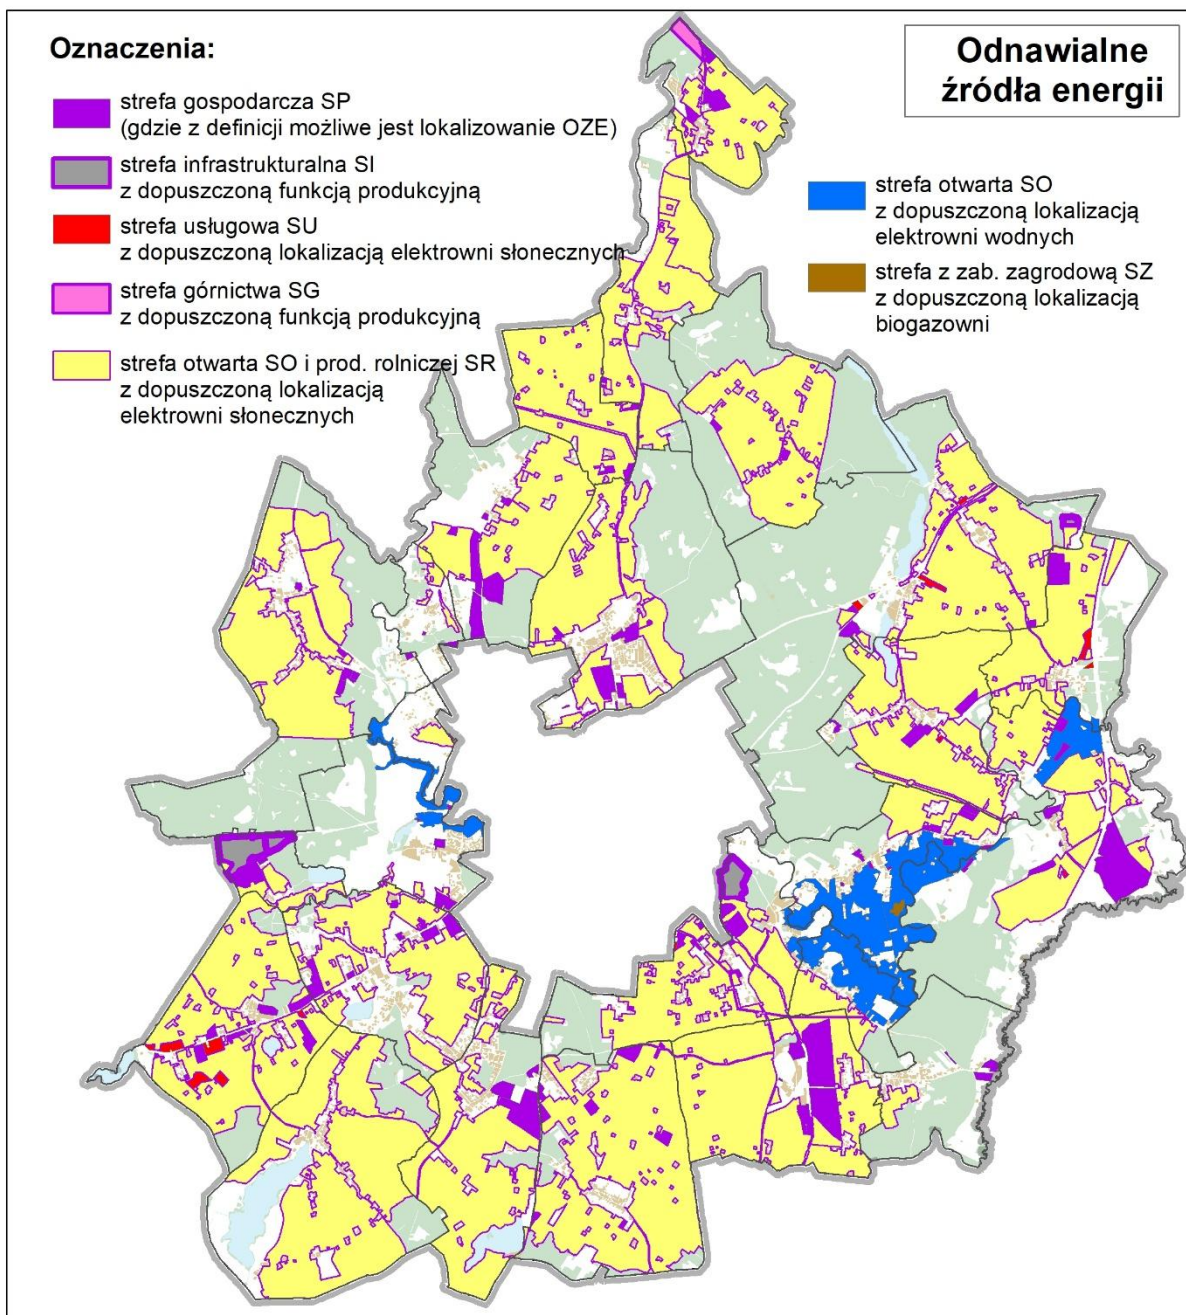 Oznaczenia:
strefa gospodarcza SP
(gdzie z definicji możliwe jest lokalizowanie OZE)
strefa infrastrukturalna SI
z dopuszczoną funkcją produkcyjną
strefa usługowa SU
z dopuszczoną lokalizacją elektrowni słonecznych
strefa górnictwa SG
z dopuszczoną funkcją produkcyjną
strefa otwarta SO i prod. rolniczej SR
z dopuszczoną lokalizacją
elektrowni słonecznych
Odnawialne
źródła energii
strefa otwarta SO
z dopuszczoną lokalizacją
elektrowni wodnych
strefa z zab. zagrodową SZ
z dopuszczoną lokalizacją
biogazowni